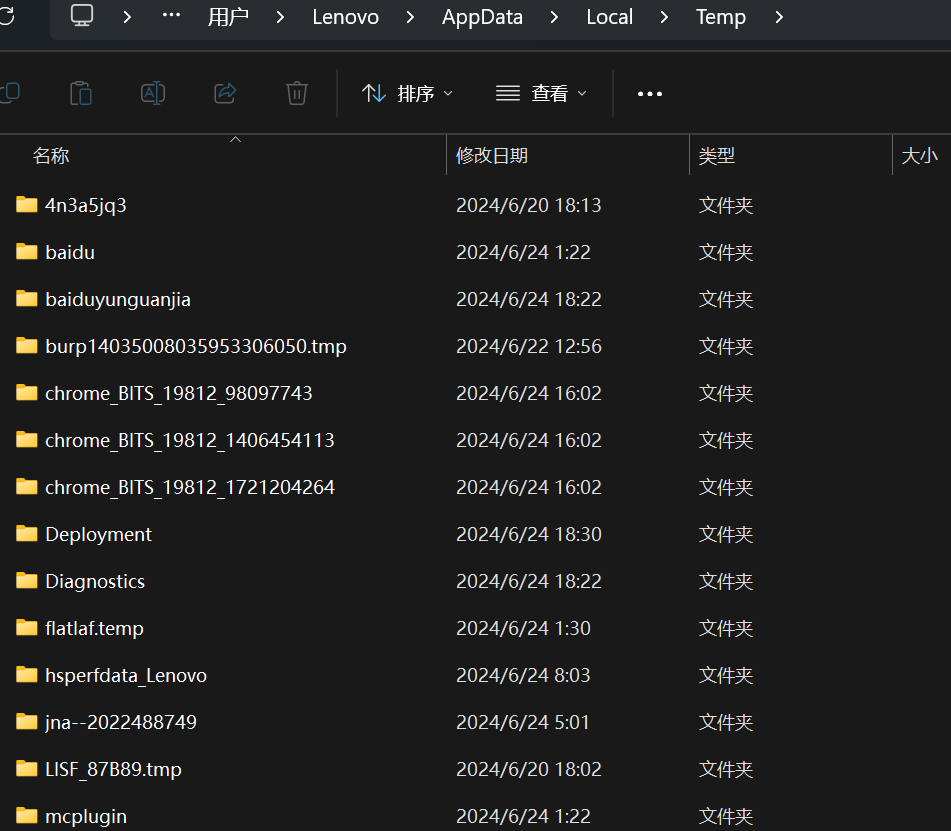 用户 Lenovo AppData Local Temp
排序 查看
名称 修改日期 类型 大小
4n3a5jq3 2024/6/20 18:13 文件夹
baidu 2024/6/24 1:22 文件夹
baiduyunguanjia 2024/6/24 18:22 文件夹
burp14035008035953306050.tmp 2024/6/22 12:56 文件夹
chrome_BITS_19812_98097743 2024/6/24 16:02 文件夹
chrome_BITS_19812_1406454113 2024/6/24 16:02 文件夹
chrome_BITS_19812_1721204264 2024/6/24 16:02 文件夹
Deployment 2024/6/24 18:30 文件夹
Diagnostics 2024/6/24 18:22 文件夹
flatlaf.temp 2024/6/24 1:30 文件夹
hsperfdata_Lenovo 2024/6/24 8:03 文件夹
jna--2022488749 2024/6/24 5:01 文件夹
LISF_87B89.tmp 2024/6/20 18:02 文件夹
mcplugin 2024/6/24 1:22 文件夹